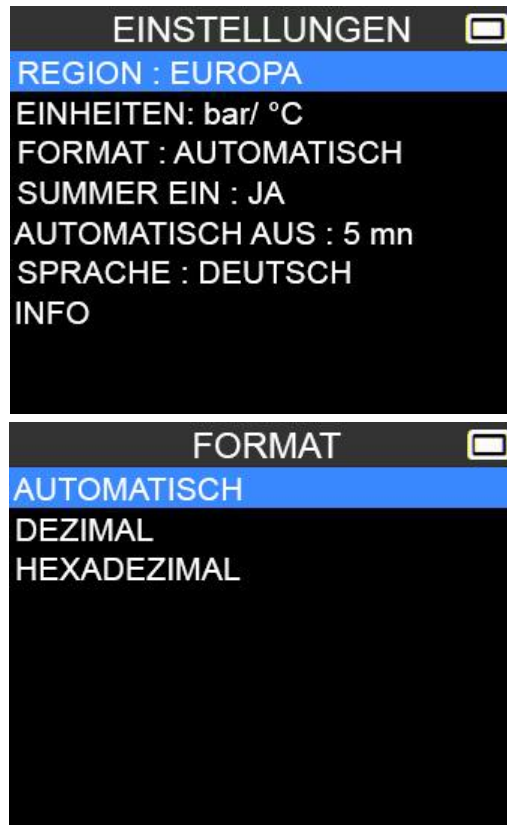 EINSTELLUNGEN
REGION : EUROPA
EINHEITEN: bar/ °C
FORMAT : AUTOMATISCH
SUMMER EIN : JA
AUTOMATISCH AUS : 5 mn
SPRACHE : DEUTSCH
INFO
FORMAT
AUTOMATISCH
DEZIMAL
HEXADEZIMAL